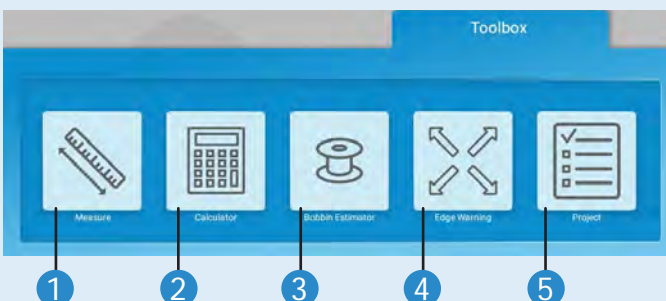 Toolbox
Measure
Calculator
Bobbin Estimator
Edge Warning
Project
1
2
3
4
5